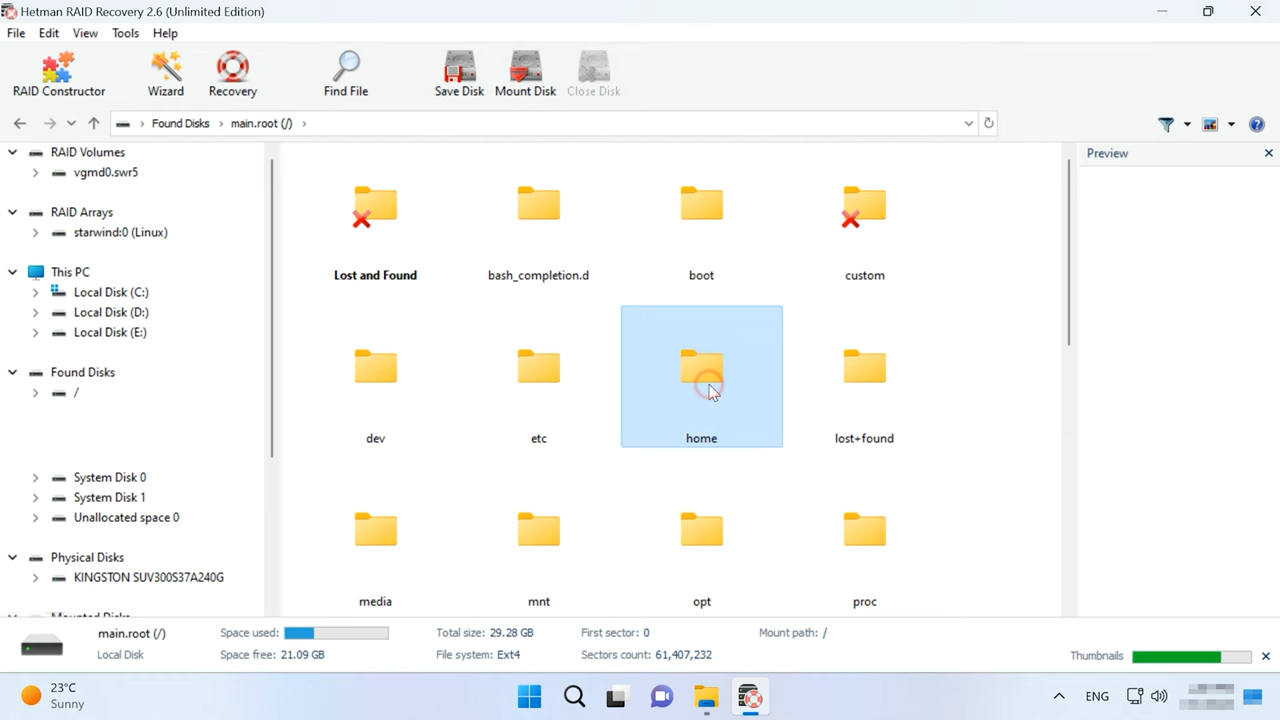 Hetman RAID Recovery 2.6 (Unlimited Edition)
File Edit View Tools Help
RAID Constructor Wizard Recovery Find File Save Disk Mount Disk Close Disk
Found Disks main.root (/)
Preview
RAID Volumes
vgmd0.swr5
RAID Arrays
starwind:0 (Linux)
This PC
Local Disk (C:)
Local Disk (D:)
Local Disk (E:)
Found Disks
/
System Disk 0
System Disk 1
Unallocated space 0
Physical Disks
KINGSTON SUV300S37A240G
Mounted Disks
Lost and Found bash_completion.d boot custom
dev etc home lost+found
media mnt opt proc
main.root (/) Space used: Total size: 29.28 GB First sector: 0 Mount path: /
Local Disk Space free: 21.09 GB File system: Ext4 Sectors count: 61,407,232 Thumbnails
23°C
Sunny
ENG